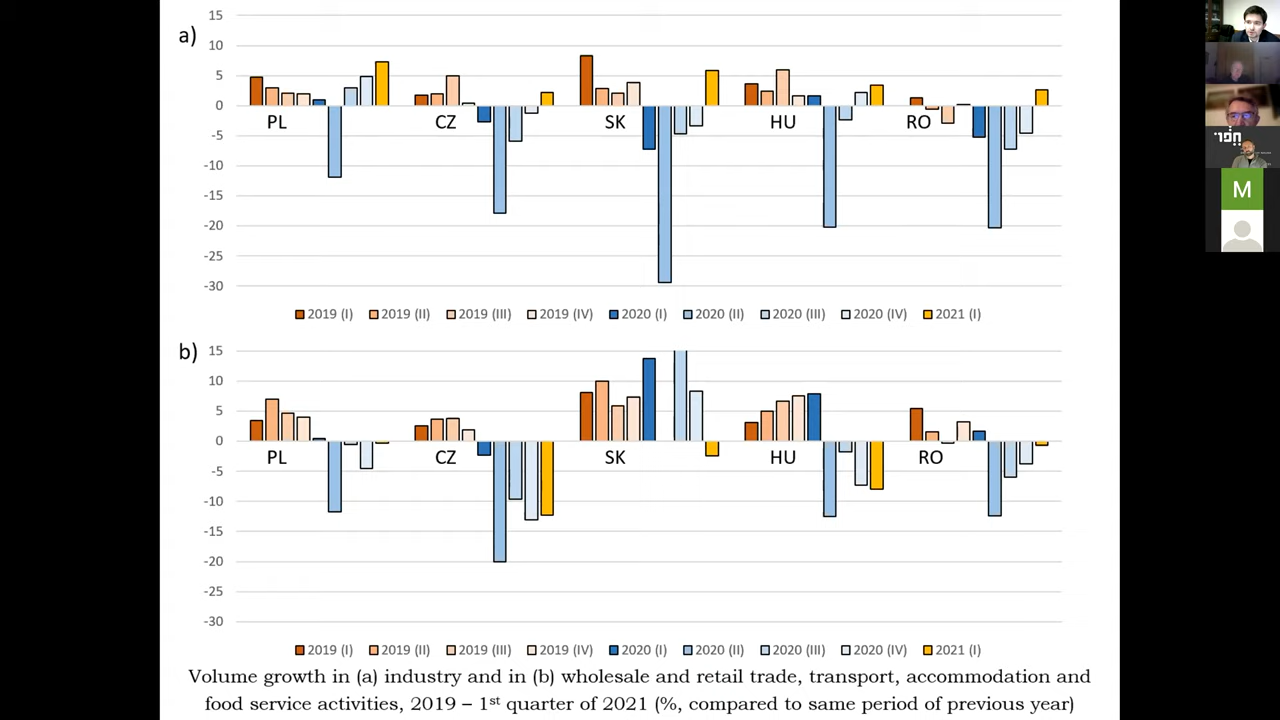 a)
15
10
5
0
-5
-10
-15
-20
-25
-30
PL
CZ
SK
HU
RO
2019 (I) 2019 (II) 2019 (III) 2019 (IV) 2020 (I) 2020 (II) 2020 (III) 2020 (IV) 2021 (I)
b)
15
10
5
0
-5
-10
-15
-20
-25
-30
PL
CZ
SK
HU
RO
2019 (I) 2019 (II) 2019 (III) 2019 (IV) 2020 (I) 2020 (II) 2020 (III) 2020 (IV) 2021 (I)
Volume growth in (a) industry and in (b) wholesale and retail trade, transport, accommodation and
food service activities, 2019 – 1st quarter of 2021 (%, compared to same period of previous year)
M